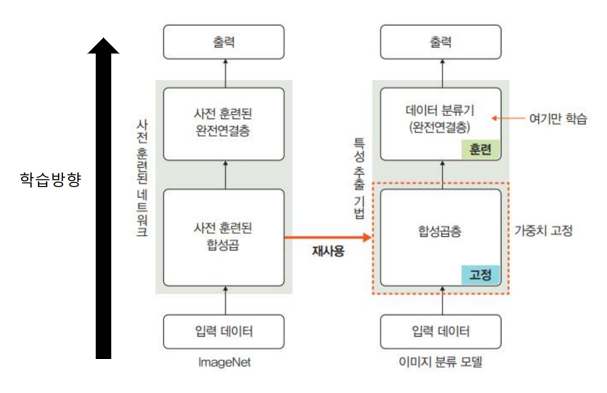 학습방향
출력
사전 훈련된 네트워크
사전 훈련된
완전연결층
사전 훈련된
합성곱
입력 데이터
ImageNet
재사용
출력
특성 추출 기법
데이터 분류기
(완전연결층)
훈련
여기만 학습
합성곱층
고정
가중치 고정
입력 데이터
이미지 분류 모델